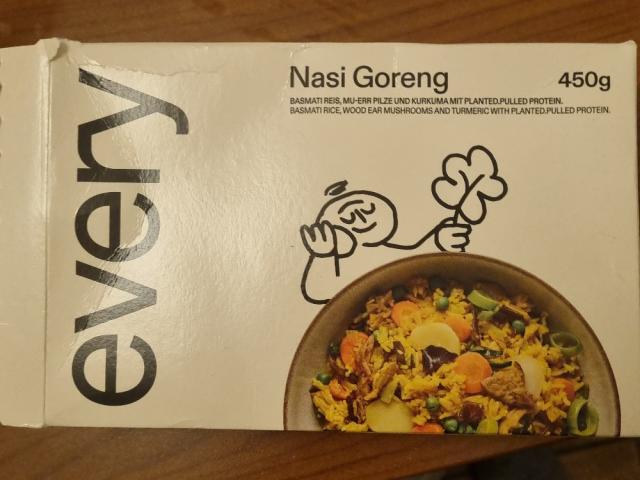 every
Nasi Goreng
450g
BASMATI REIS, MU-ERR PILZE UND KURKUMA MIT PLANTED.PULLED PROTEIN.
BASMATI RICE, WOOD EAR MUSHROOMS AND TURMERIC WITH PLANTED.PULLED PROTEIN.